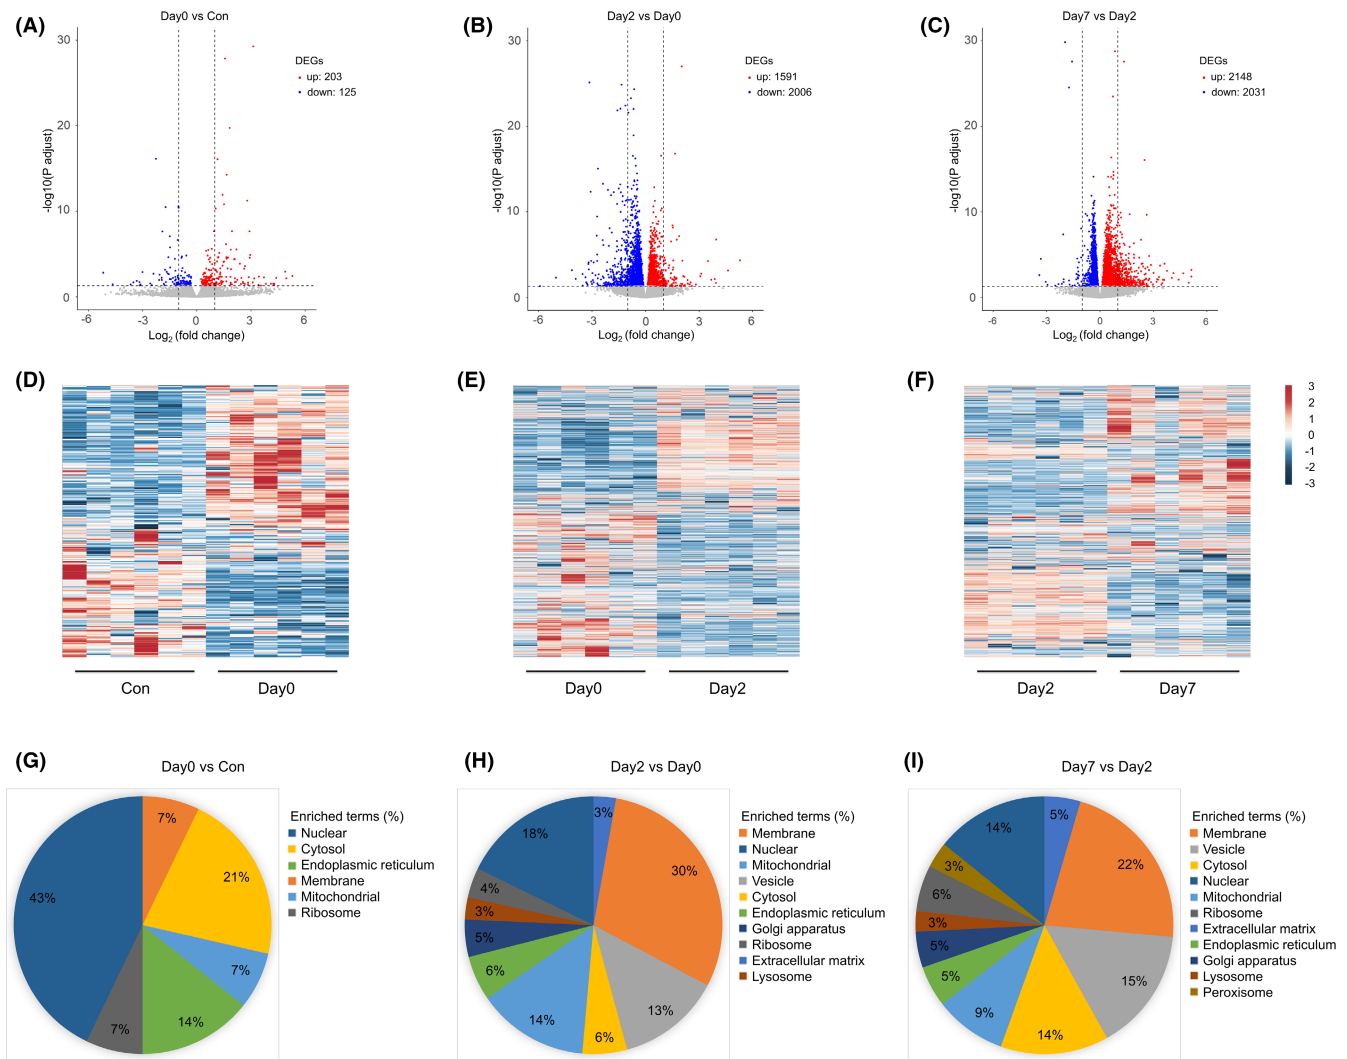 (A)
Day0 vs Con
30
20
10
0
-log10(P adjust)
DEGs
up: 203
down: 125
-6
-3
0
3
6
Log2 (fold change)
(B)
Day2 vs Day0
30
20
10
0
-log10(P adjust)
DEGs
up: 1591
down: 2006
-6
-3
0
3
6
Log2 (fold change)
(C)
Day7 vs Day2
30
20
10
0
-log10(P adjust)
DEGs
up: 2148
down: 2031
-6
-3
0
3
6
Log2 (fold change)
(D)
Con
Day0
(E)
Day0
Day2
(F)
Day2
Day7
3
2
1
0
-1
-2
-3
(G)
Day0 vs Con
7%
21%
7%
14%
7%
43%
Enriched terms (%)
Nuclear
Cytosol
Endoplasmic reticulum
Membrane
Mitochondrial
Ribosome
(H)
Day2 vs Day0
3%
30%
13%
6%
14%
6%
5%
3%
4%
18%
Enriched terms (%)
Membrane
Nuclear
Mitochondrial
Vesicle
Cytosol
Endoplasmic reticulum
Golgi apparatus
Ribosome
Extracellular matrix
Lysosome
(I)
Day7 vs Day2
5%
22%
15%
14%
9%
5%
5%
3%
6%
3%
14%
Enriched terms (%)
Membrane
Vesicle
Cytosol
Nuclear
Mitochondrial
Ribosome
Extracellular matrix
Endoplasmic reticulum
Golgi apparatus
Lysosome
Peroxisome